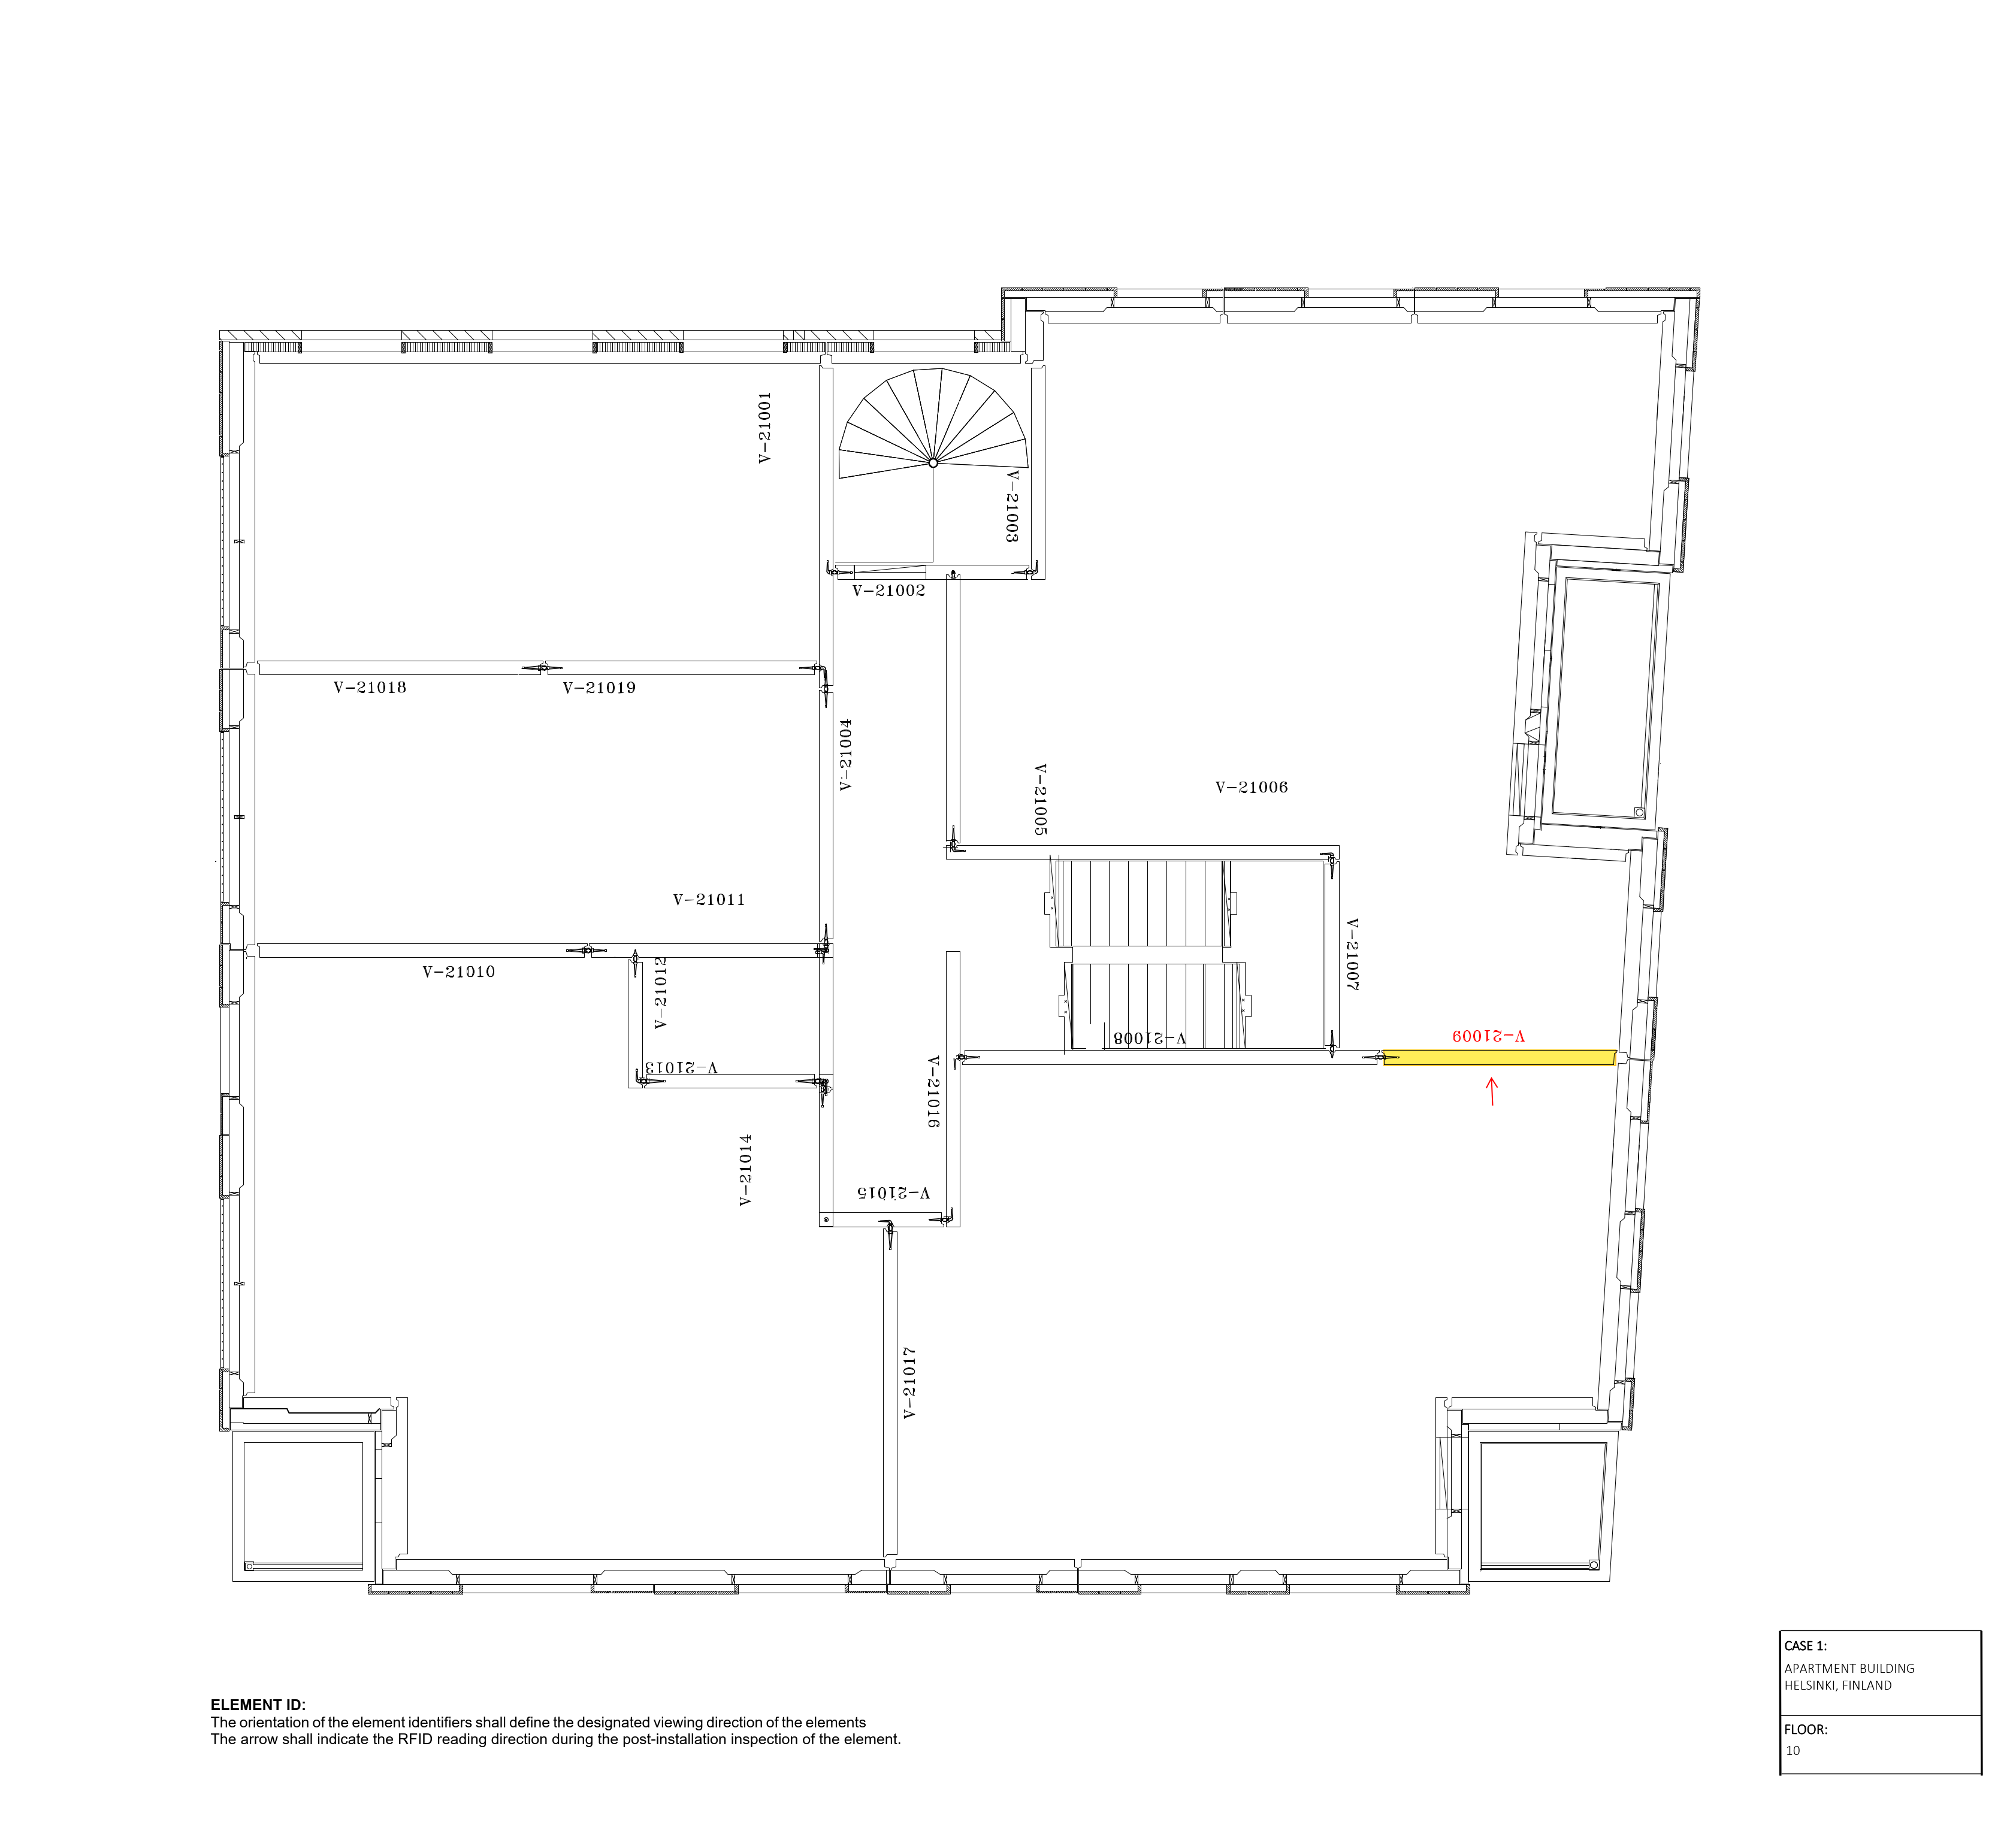 V-21001
V-21003
V-21002
V-21018
V-21019
V-21004
V-21005
V-21006
V-21011
V-21010
V-21012
V-21007
V-21008
V-21009
V-21013
V-21016
V-21014
V-21015
V-21017
CASE 1:
APARTMENT BUILDING
HELSINKI, FINLAND
FLOOR:
10
ELEMENT ID:
The orientation of the element identifiers shall define the designated viewing direction of the elements
The arrow shall indicate the RFID reading direction during the post-installation inspection of the element.